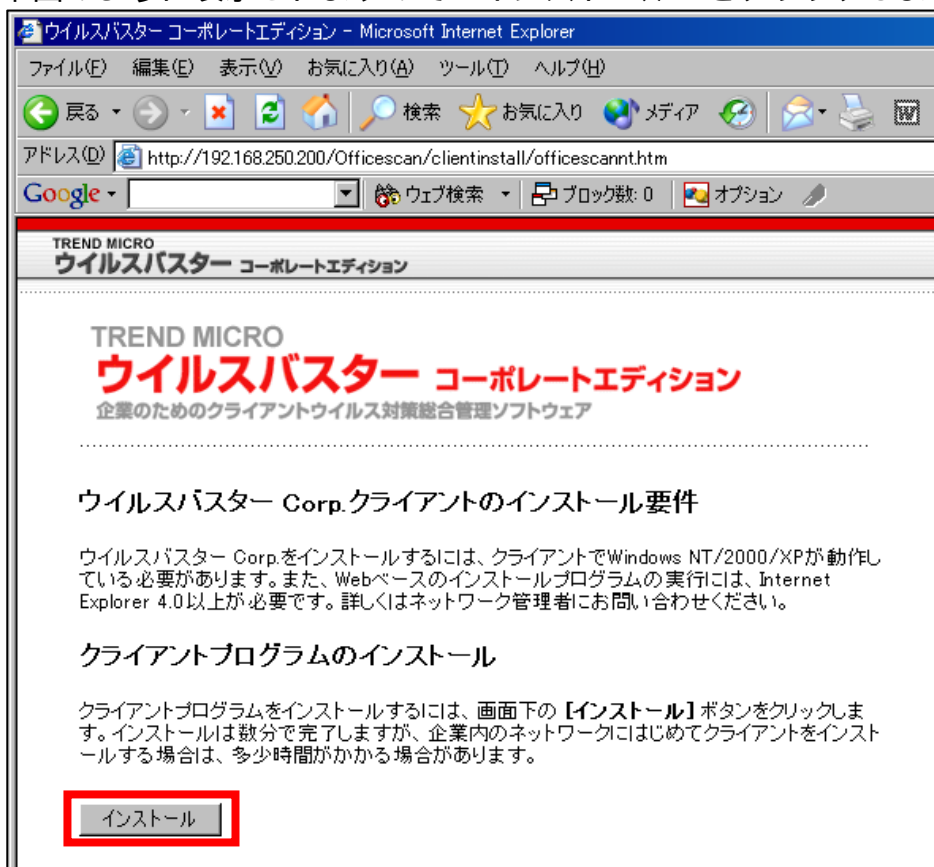 ウイルスバスター コーポレートエディション - Microsoft Internet Explorer
ファイル(F) 編集(E) 表示(V) お気に入り(A) ツール(T) ヘルプ(H)
戻る 検索 お気に入り メディア
アドレス(D) http://192.168.250.200/Officescan/clientinstall/officescannt.htm
Google ウェブ検索 ブロック数: 0 オプション
TREND MICRO
ウイルスバスター コーポレートエディション
TREND MICRO
ウイルスバスター コーポレートエディション
企業のためのクライアントウイルス対策総合管理ソフトウェア
ウイルスバスター Corp.クライアントのインストール要件
ウイルスバスター Corp.をインストールするには、クライアントでWindows NT/2000/XPが動作し
ている必要があります。また、Webベースのインストールプログラムの実行には、Internet
Explorer 4.0以上が必要です。詳しくはネットワーク管理者にお問い合わせください。
クライアントプログラムのインストール
クライアントプログラムをインストールするには、画面下の【インストール】ボタンをクリックしま
す。インストールは数分で完了しますが、企業内のネットワークにはじめてクライアントをインスト
ールする場合は、多少時間がかかる場合があります。
インストール